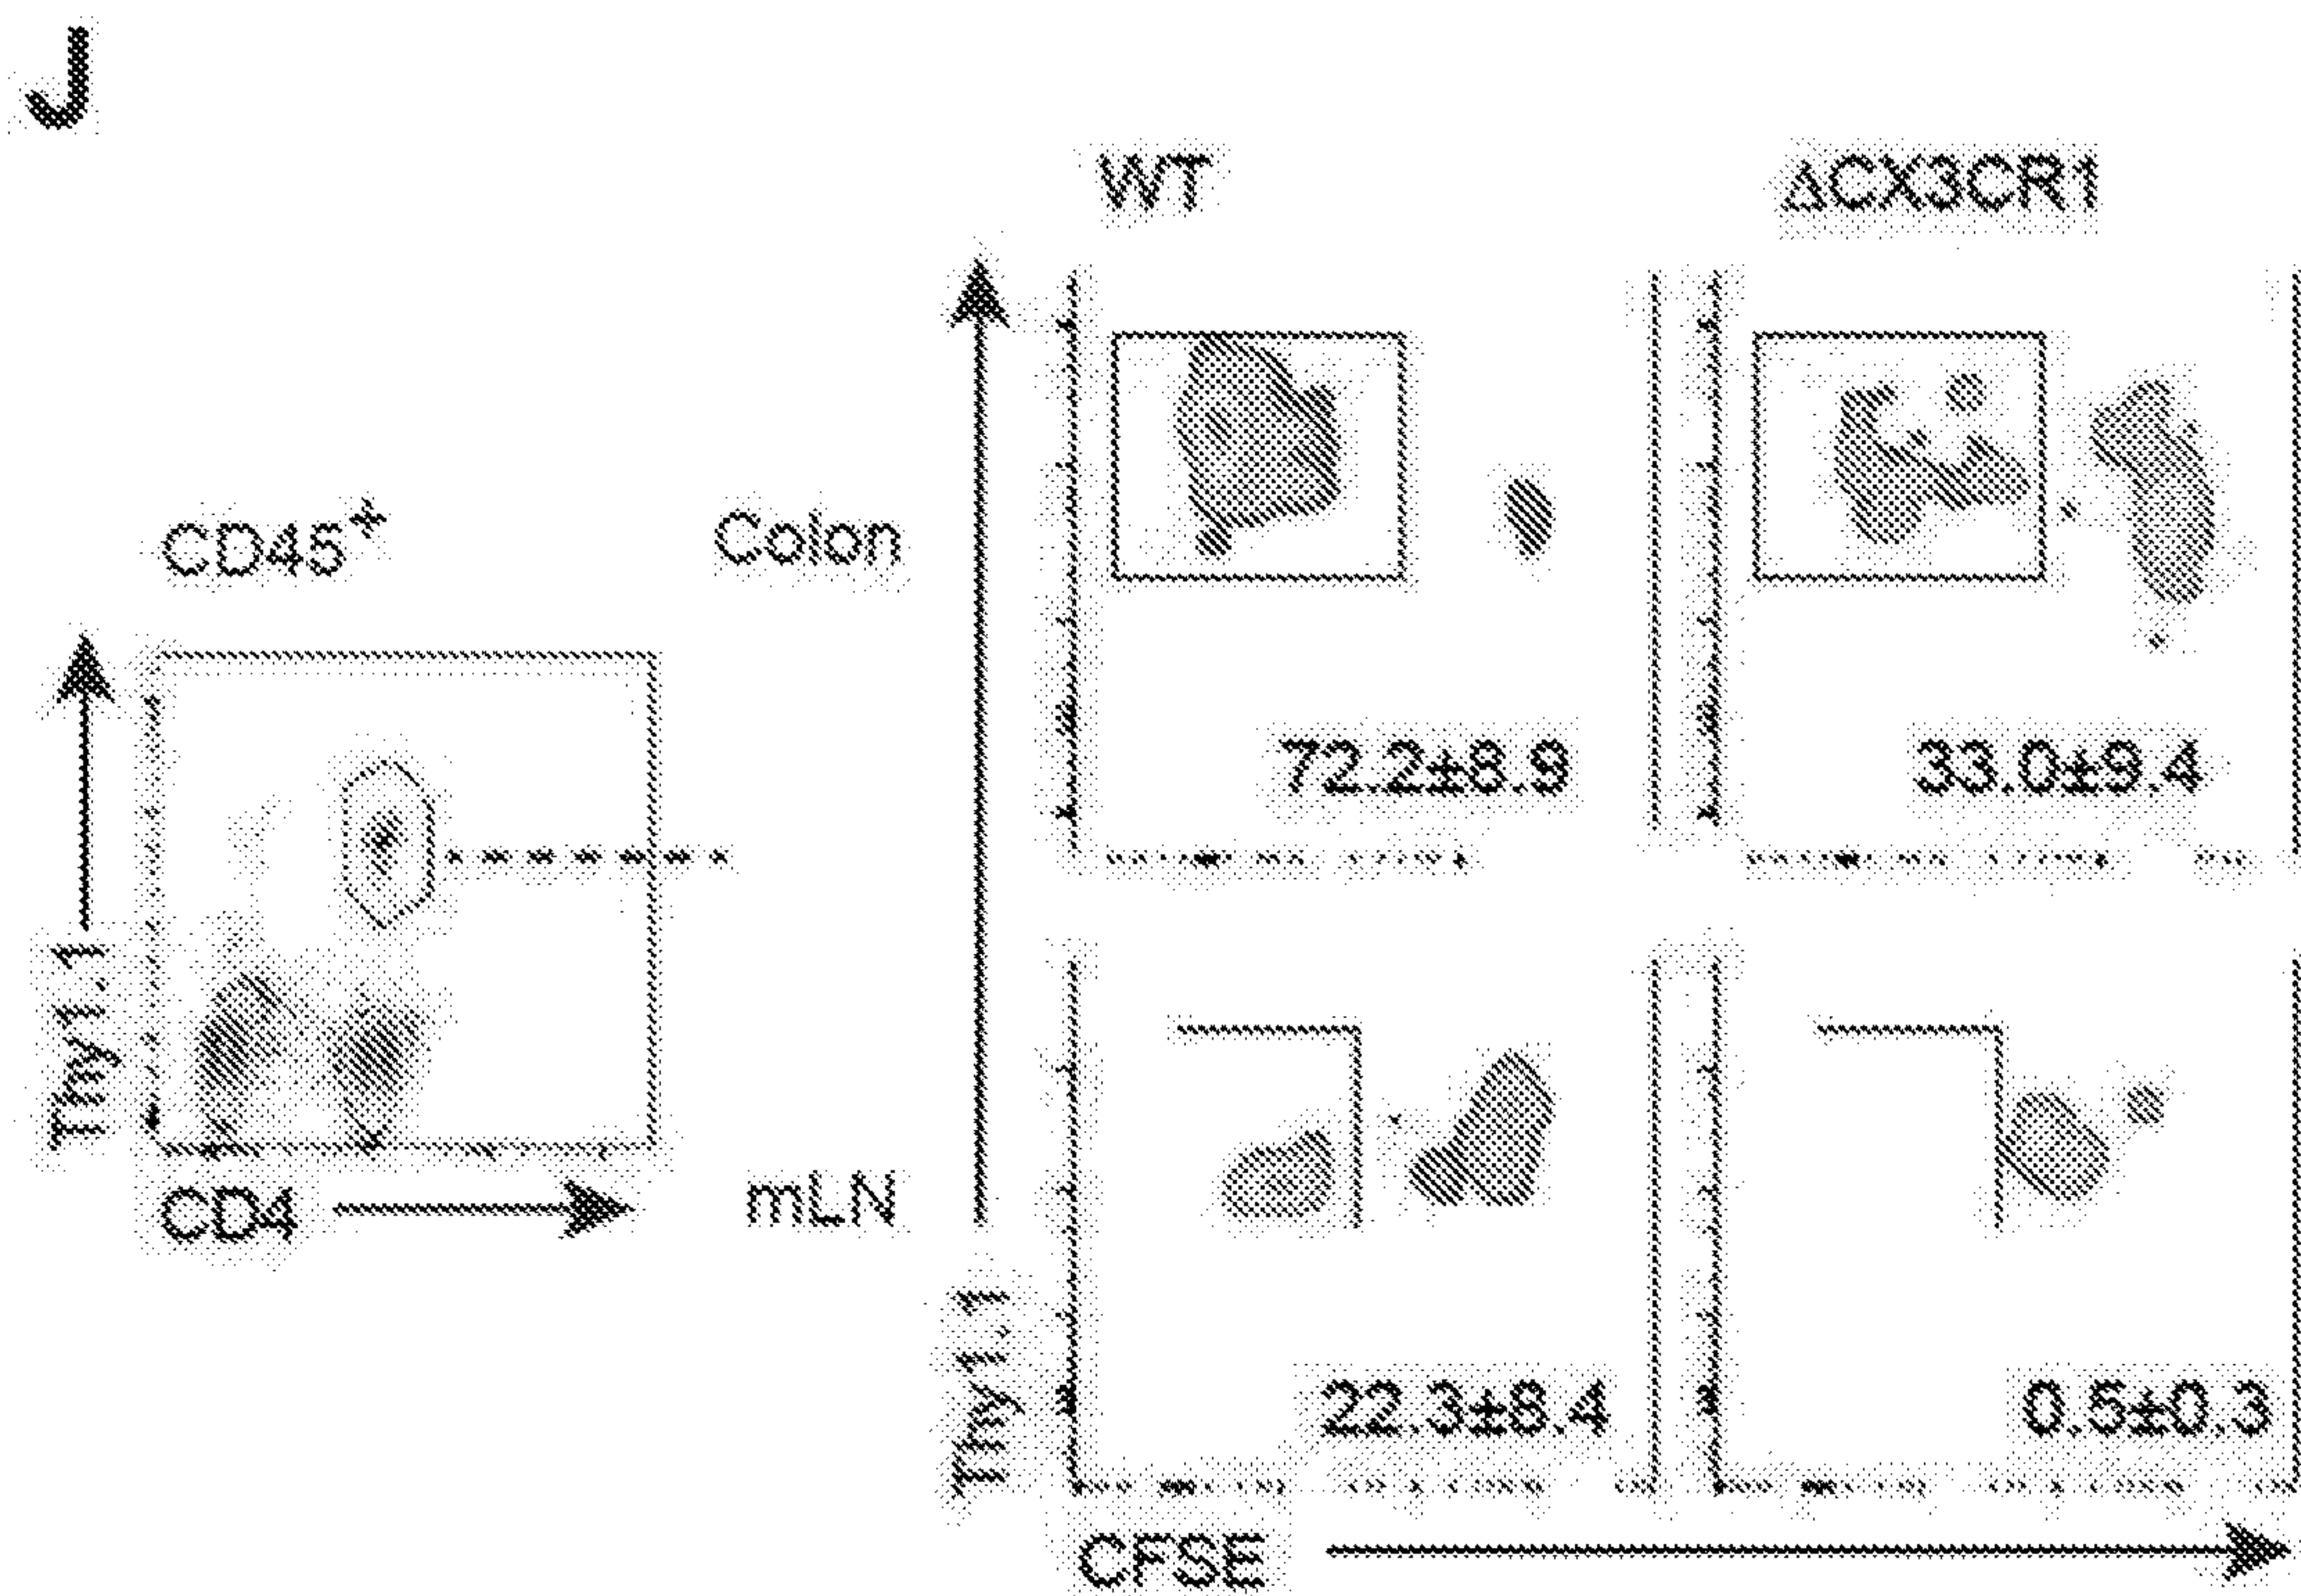 J
WT
ΔCX3CR1
CD45+
Colon
Thy1.1
72.2±8.9
33.0±9.4
CD4
mLN
Thy1.1
22.3±8.4
0.5±0.3
CFSE